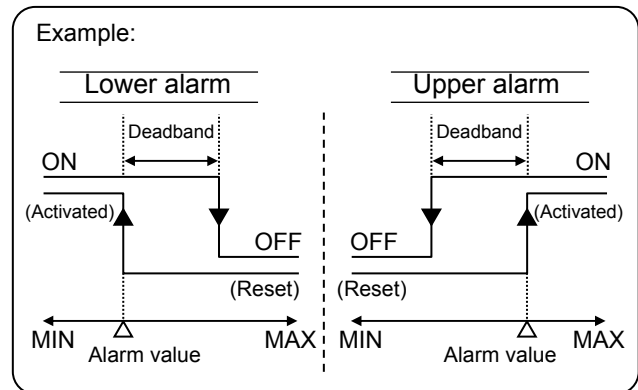 Example:
Lower alarm
Deadband
ON
(Activated)
OFF
(Reset)
MIN
MAX
Alarm value
Upper alarm
Deadband
ON
(Activated)
OFF
(Reset)
MIN
MAX
Alarm value